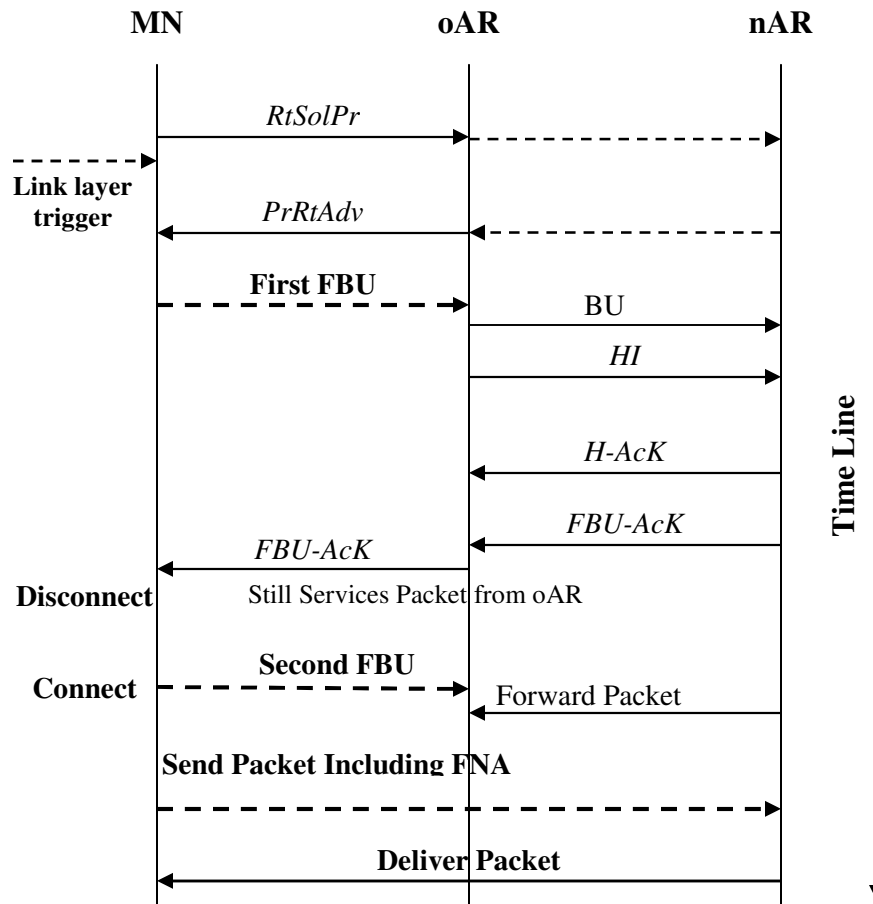 MN oAR nAR
RtSolPr
Link layer
trigger
PrRtAdv
First FBU
BU
HI
H-AcK
FBU-AcK
FBU-AcK
Disconnect
Still Services Packet from oAR
Second FBU
Connect
Forward Packet
Send Packet Including FNA
Deliver Packet
Time Line